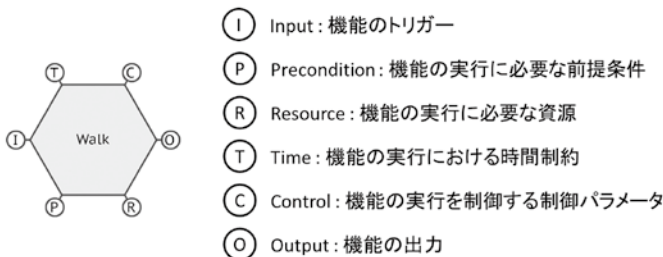 T
C
I
Walk
O
P
R
I Input : 機能のトリガー
P Precondition : 機能の実行に必要な前提条件
R Resource : 機能の実行に必要な資源
T Time : 機能の実行における時間制約
C Control : 機能の実行を制御する制御パラメータ
O Output : 機能の出力